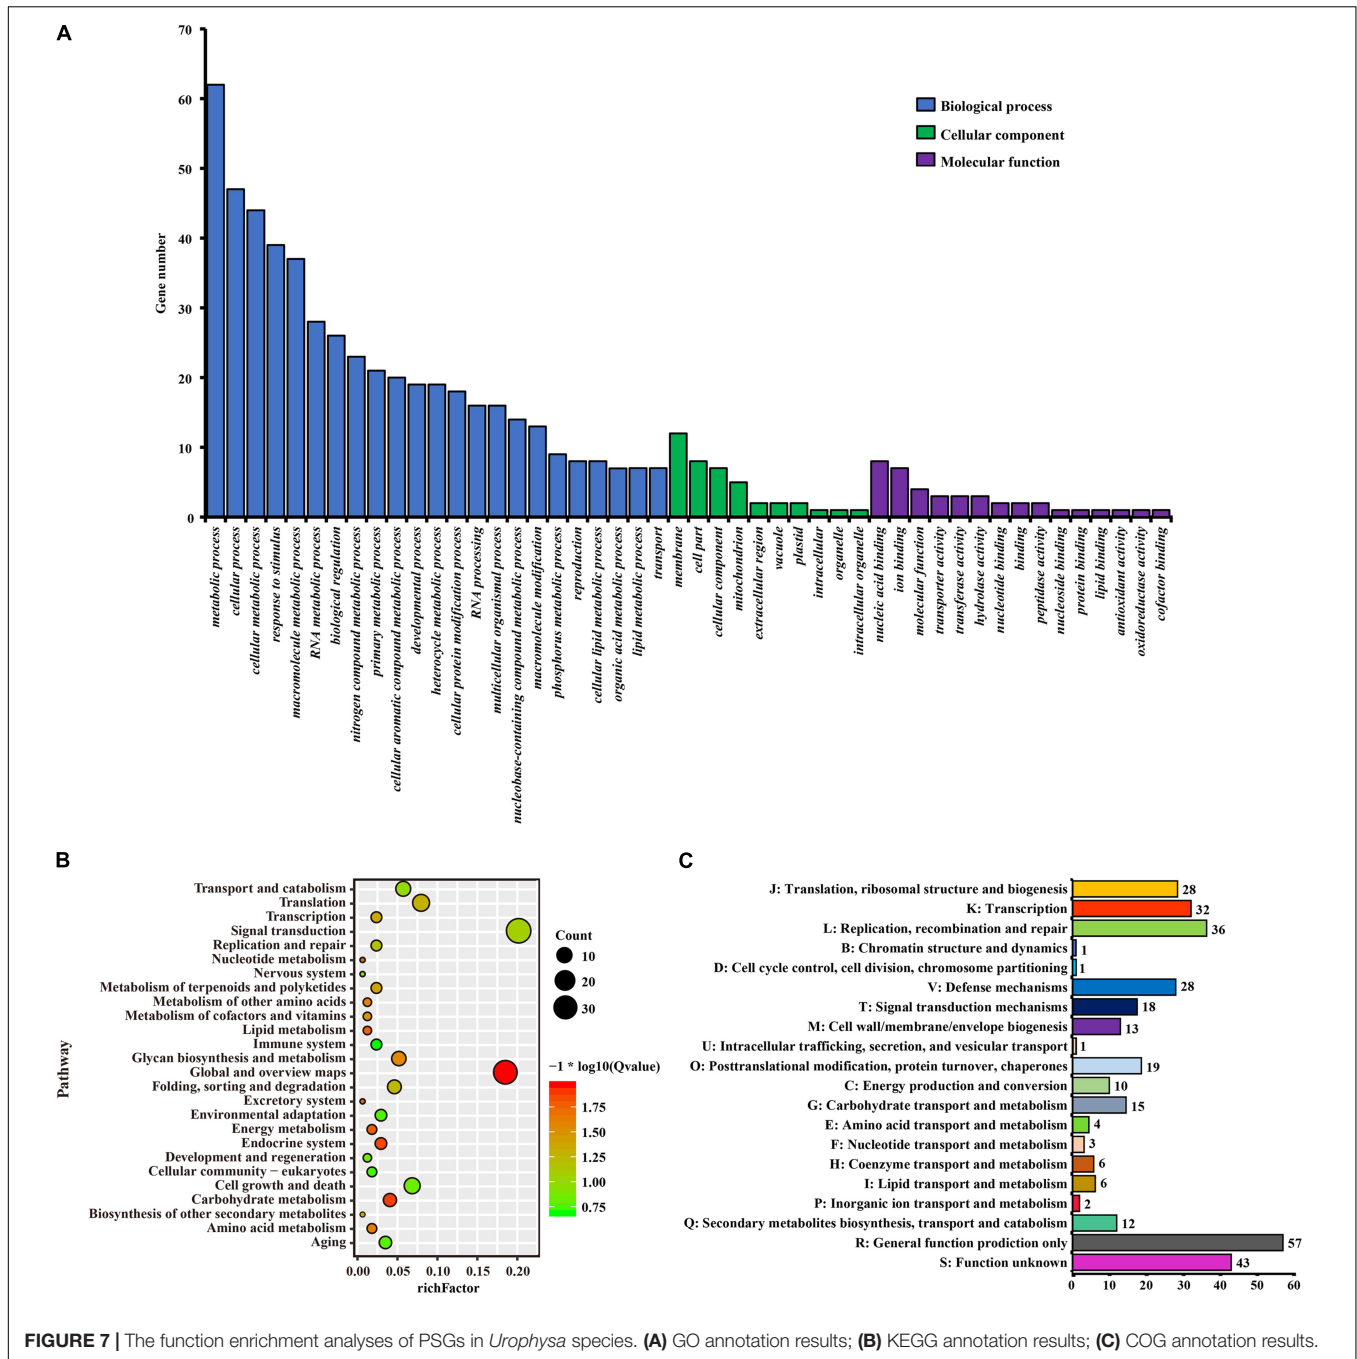 A
70
60
50
40
30
20
10
0
Gene number
Biological process
Cellular component
Molecular function
metabolic process
cellular process
cellular metabolic process
response to stimulus
macromolecule metabolic process
RNA metabolic process
biological regulation
nitrogen compound metabolic process
primary metabolic process
cellular aromatic compound metabolic process
developmental process
heterocycle metabolic process
cellular protein modification process
RNA processing
multicellular organismal process
nucleobase-containing compound metabolic process
macromolecule modification
phosphorus metabolic process
reproduction
cellular lipid metabolic process
organic acid metabolic process
lipid metabolic process
transport
membrane
cell part
cellular component
mitochondrion
extracellular region
vacuole
plastid
intracellular
organelle
intracellular organelle
nucleic acid binding
ion binding
molecular function
transporter activity
transferase activity
hydrolase activity
nucleotide binding
binding
peptidase activity
nucleoside binding
protein binding
lipid binding
antioxidant activity
oxidoreductase activity
cofactor binding
B
Pathway
Transport and catabolism
Translation
Transcription
Signal transduction
Replication and repair
Nucleotide metabolism
Nervous system
Metabolism of terpenoids and polyketides
Metabolism of other amino acids
Metabolism of cofactors and vitamins
Lipid metabolism
Immune system
Glycan biosynthesis and metabolism
Global and overview maps
Folding, sorting and degradation
Excretory system
Environmental adaptation
Energy metabolism
Endocrine system
Development and regeneration
Cellular community − eukaryotes
Cell growth and death
Carbohydrate metabolism
Biosynthesis of other secondary metabolites
Amino acid metabolism
Aging
0.00 0.05 0.10 0.15 0.20
richFactor
Count
10
20
30
−1 * log10(Qvalue)
1.75
1.50
1.25
1.00
0.75
C
J: Translation, ribosomal structure and biogenesis 28
K: Transcription 32
L: Replication, recombination and repair 36
B: Chromatin structure and dynamics 1
D: Cell cycle control, cell division, chromosome partitioning 1
V: Defense mechanisms 28
T: Signal transduction mechanisms 18
M: Cell wall/membrane/envelope biogenesis 13
U: Intracellular trafficking, secretion, and vesicular transport 1
O: Posttranslational modification, protein turnover, chaperones 19
C: Energy production and conversion 10
G: Carbohydrate transport and metabolism 15
E: Amino acid transport and metabolism 4
F: Nucleotide transport and metabolism 3
H: Coenzyme transport and metabolism 6
I: Lipid transport and metabolism 6
P: Inorganic ion transport and metabolism 2
Q: Secondary metabolites biosynthesis, transport and catabolism 12
R: General function prodiction only 57
S: Function unknown 43
0 10 20 30 40 50 60
FIGURE 7 | The function enrichment analyses of PSGs in Urophysa species. (A) GO annotation results; (B) KEGG annotation results; (C) COG annotation results.